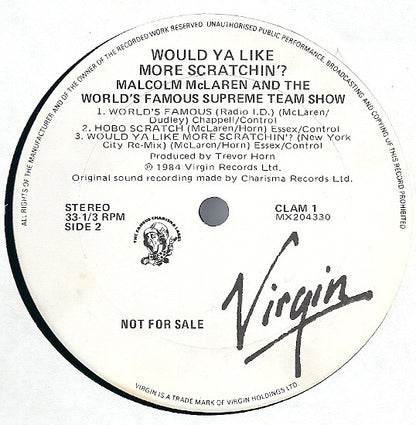 ALL RIGHTS OF THE MANUFACTURER AND OF THE OWNER OF THE RECORDED WORK RESERVED. UNAUTHORISED PUBLIC PERFORMANCE, BROADCASTING AND COPYING OF THIS RECORD PROHIBITED
WOULD YA LIKE
MORE SCRATCHIN'?
MALCOLM McLAREN AND THE
WORLD'S FAMOUS SUPREME TEAM SHOW
1. WORLD'S FAMOUS (Radio I.D.) (McLaren/
Dudley) Chappell/Control
2. HOBO SCRATCH (McLaren/Horn) Essex/Control
3. WOULD YA LIKE MORE SCRATCHIN'? (New York
City Re-Mix) (McLaren/Horn) Essex/Control
Produced by Trevor Horn
℗ 1984 Virgin Records Ltd.
Original sound recording made by Charisma Records Ltd.
STEREO
33-1/3 RPM
SIDE 2
THE FAMOUS CHARISMA LABEL
CLAM 1
MX204330
NOT FOR SALE
Virgin
VIRGIN IS A TRADE MARK OF VIRGIN HOLDINGS LTD.